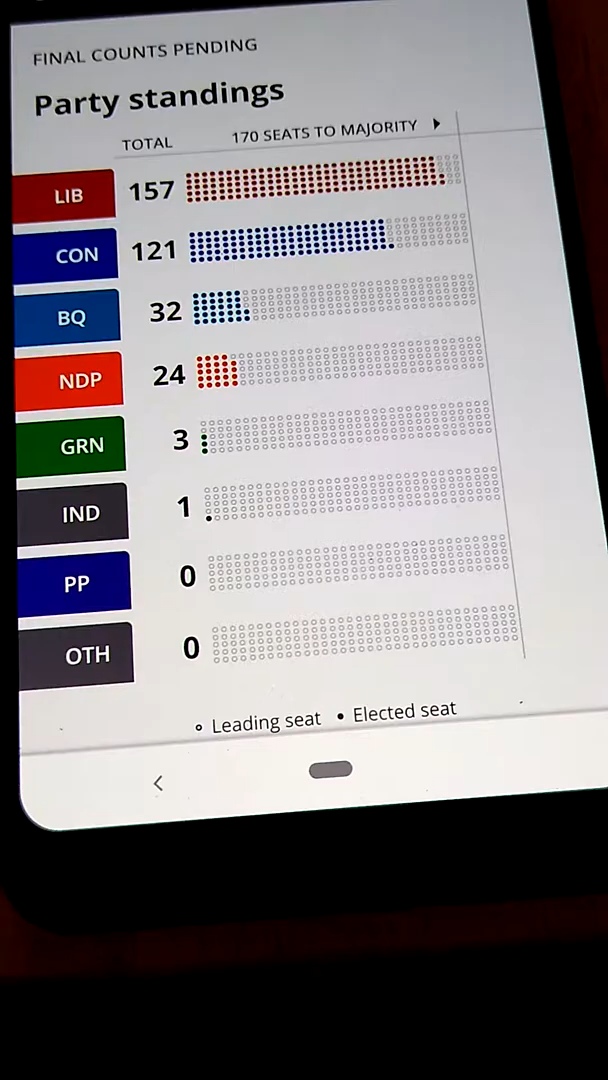 FINAL COUNTS PENDING
Party standings
TOTAL 170 SEATS TO MAJORITY
LIB 157
CON 121
BQ 32
NDP 24
GRN 3
IND 1
PP 0
OTH 0
Leading seat • Elected seat